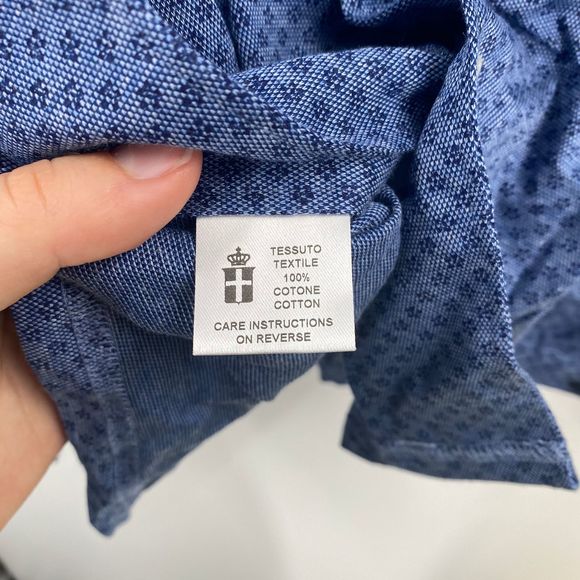 TESSUTO
TEXTILE
100%
COTONE
COTTON
CARE INSTRUCTIONS
ON REVERSE